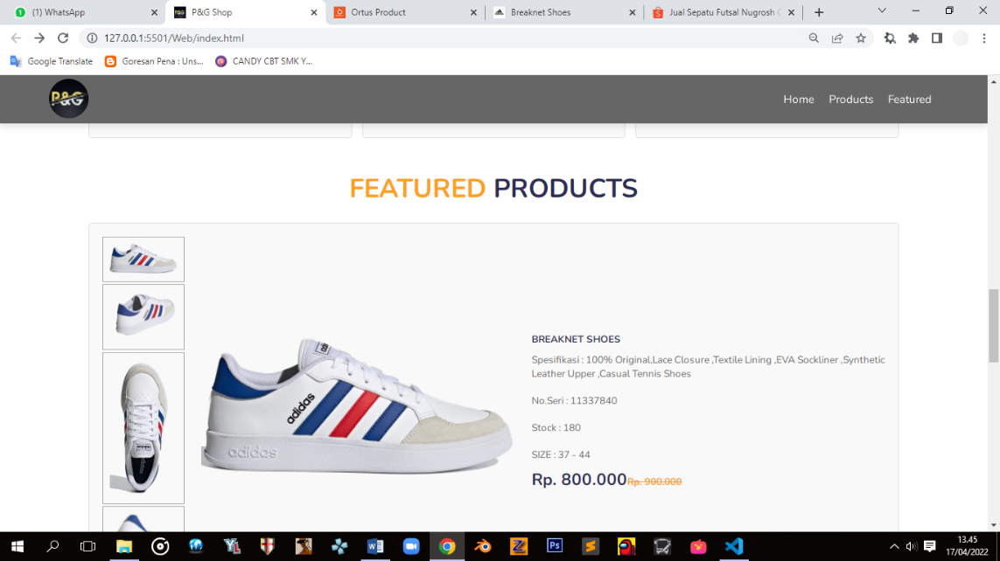 (1) WhatsApp
P&G Shop
Ortus Product
Breaknet Shoes
Jual Sepatu Futsal Nugrosh
127.0.0.1:5501/Web/index.html
Google Translate
Goresan Pena : Uns...
CANDY CBT SMK Y...
P&G
Home Products Featured
FEATURED PRODUCTS
BREAKNET SHOES
Spesifikasi : 100% Original,Lace Closure ,Textile Lining ,EVA Sockliner ,Synthetic
Leather Upper ,Casual Tennis Shoes
No.Seri : 11337840
Stock : 180
SIZE : 37 - 44
Rp. 800.000 Rp. 900.000
adidas
adidas
13.45
17/04/2022